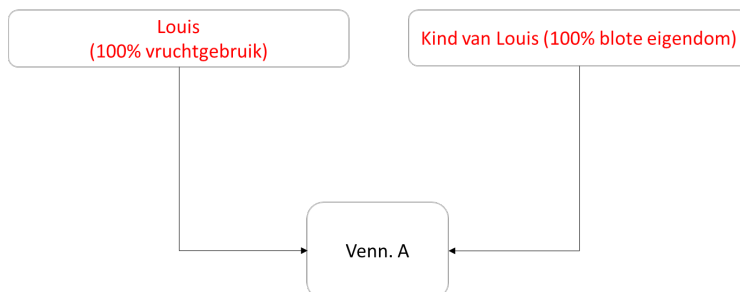 Louis
(100% vruchtgebruik)
Kind van Louis (100% blote eigendom)
Venn. A